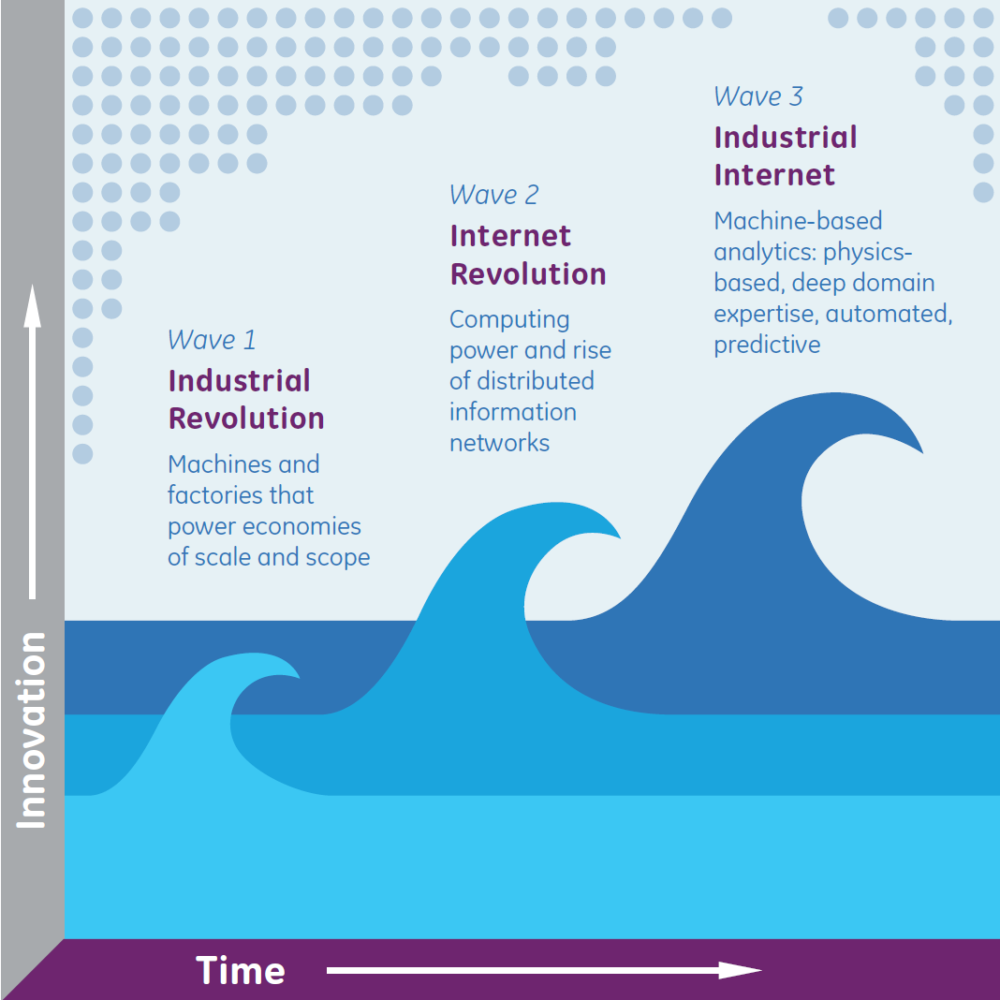 Wave 1
Industrial
Revolution
Machines and
factories that
power economies
of scale and scope
Wave 2
Internet
Revolution
Computing
power and rise
of distributed
information
networks
Wave 3
Industrial
Internet
Machine-based
analytics: physics-
based, deep domain
expertise, automated,
predictive
Innovation
Time